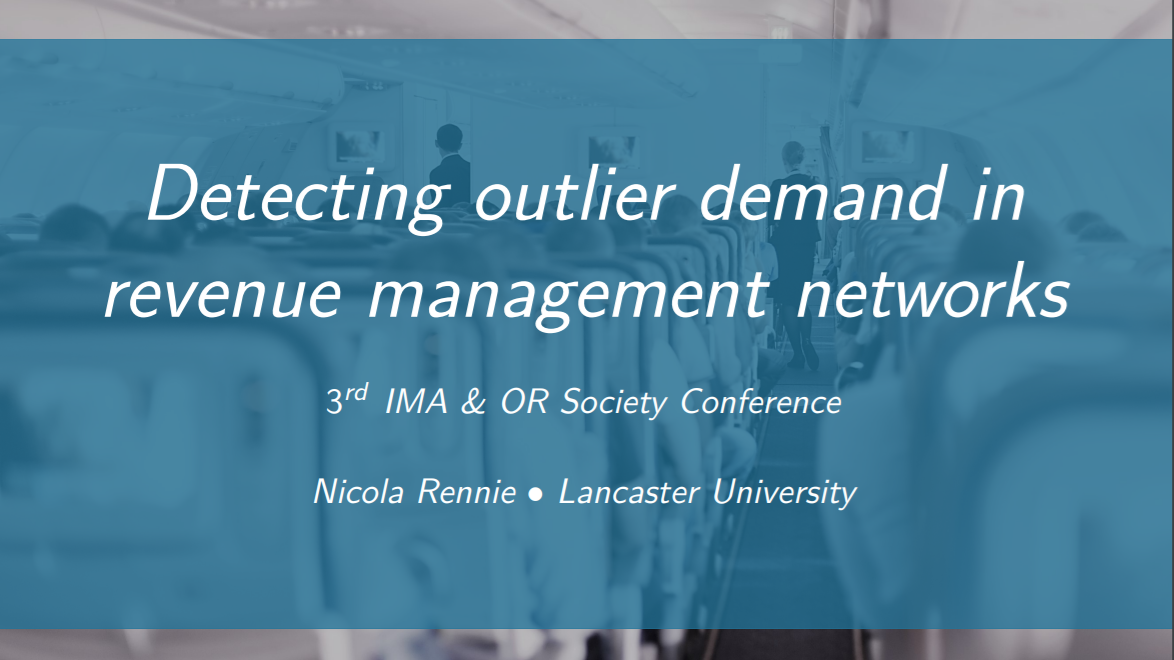 Detecting outlier demand in
revenue management networks
3rd IMA & OR Society Conference
Nicola Rennie • Lancaster University